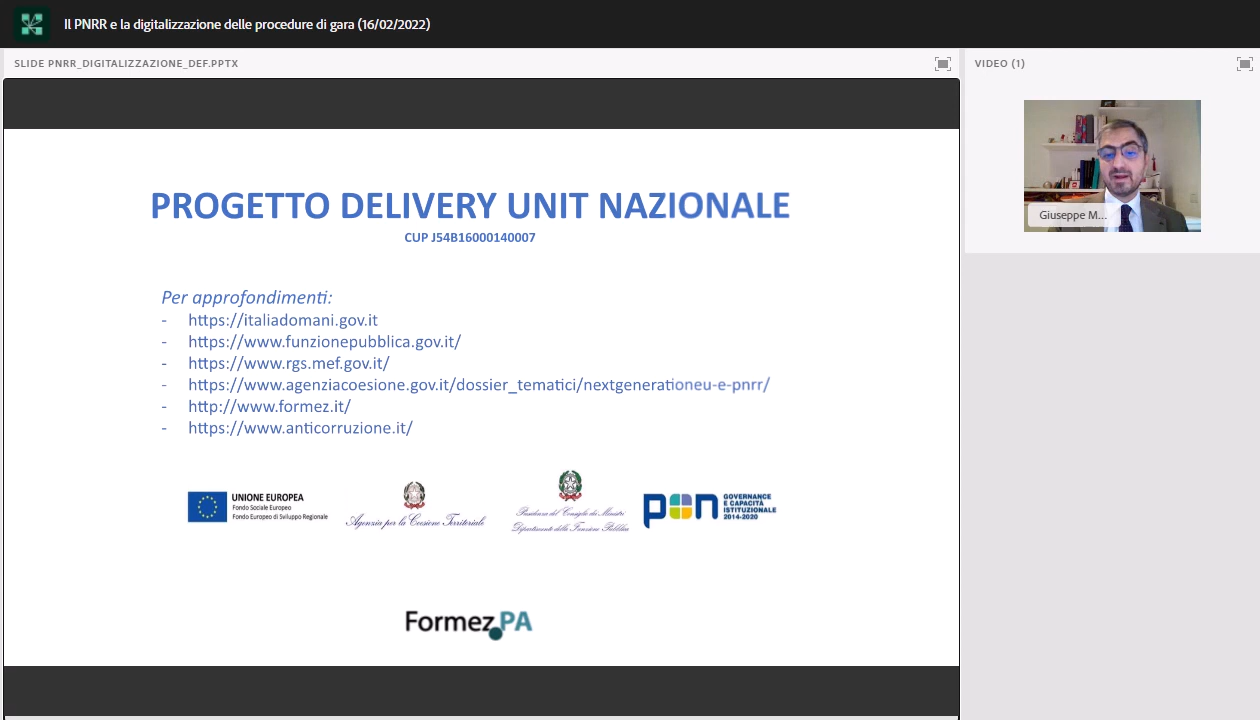 Il PNRR e la digitalizzazione delle procedure di gara (16/02/2022)
SLIDE PNRR_DIGITALIZZAZIONE_DEF.PPTX
VIDEO (1)
Giuseppe M...
PROGETTO DELIVERY UNIT NAZIONALE
CUP J54B16000140007
Per approfondimenti:
- https://italiadomani.gov.it
- https://www.funzionepubblica.gov.it/
- https://www.rgs.mef.gov.it/
- https://www.agenziacoesione.gov.it/dossier_tematici/nextgenerationeu-e-pnrr/
- http://www.formez.it/
- https://www.anticorruzione.it/
UNIONE EUROPEA
Fondo Sociale Europeo
Fondo Europeo di Sviluppo Regionale
Agenzia per la Coesione Territoriale
Presidenza del Consiglio dei Ministri
Dipartimento della Funzione Pubblica
pon
GOVERNANCE
E CAPACITÀ
ISTITUZIONALE
2014-2020
Formez PA